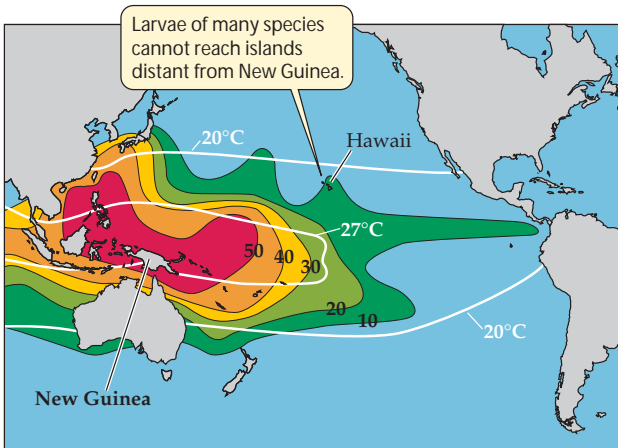 Larvae of many species
cannot reach islands
distant from New Guinea.
20°C
Hawaii
27°C
50
40
30
20
10
20°C
New Guinea